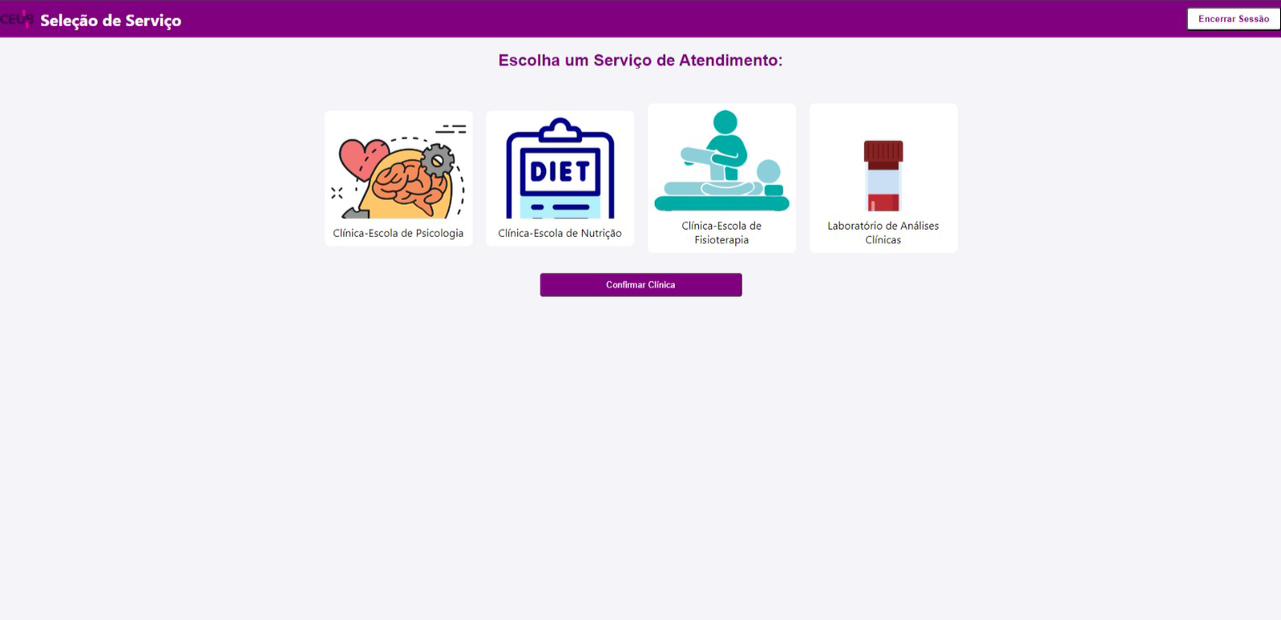 CEUB
Seleção de Serviço
Encerrar Sessão
Escolha um Serviço de Atendimento:
DIET
Clínica-Escola de Psicologia
Clínica-Escola de Nutrição
Clínica-Escola de
Fisioterapia
Laboratório de Análises
Clínicas
Confirmar Clínica